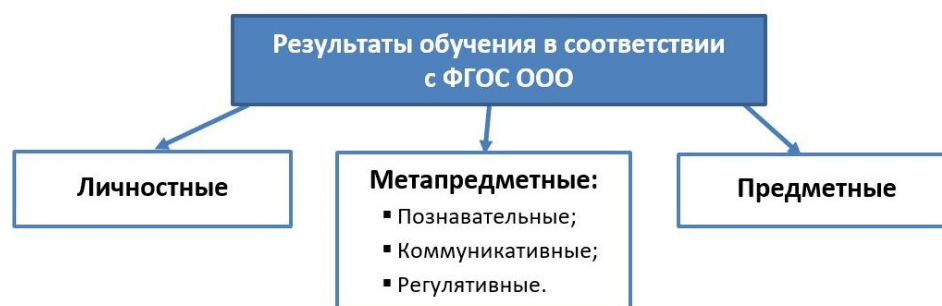 Результаты обучения в соответствии
с ФГОС ООО
Личностные
Метапредметные:
▪ Познавательные;
▪ Коммуникативные;
▪ Регулятивные.
Предметные